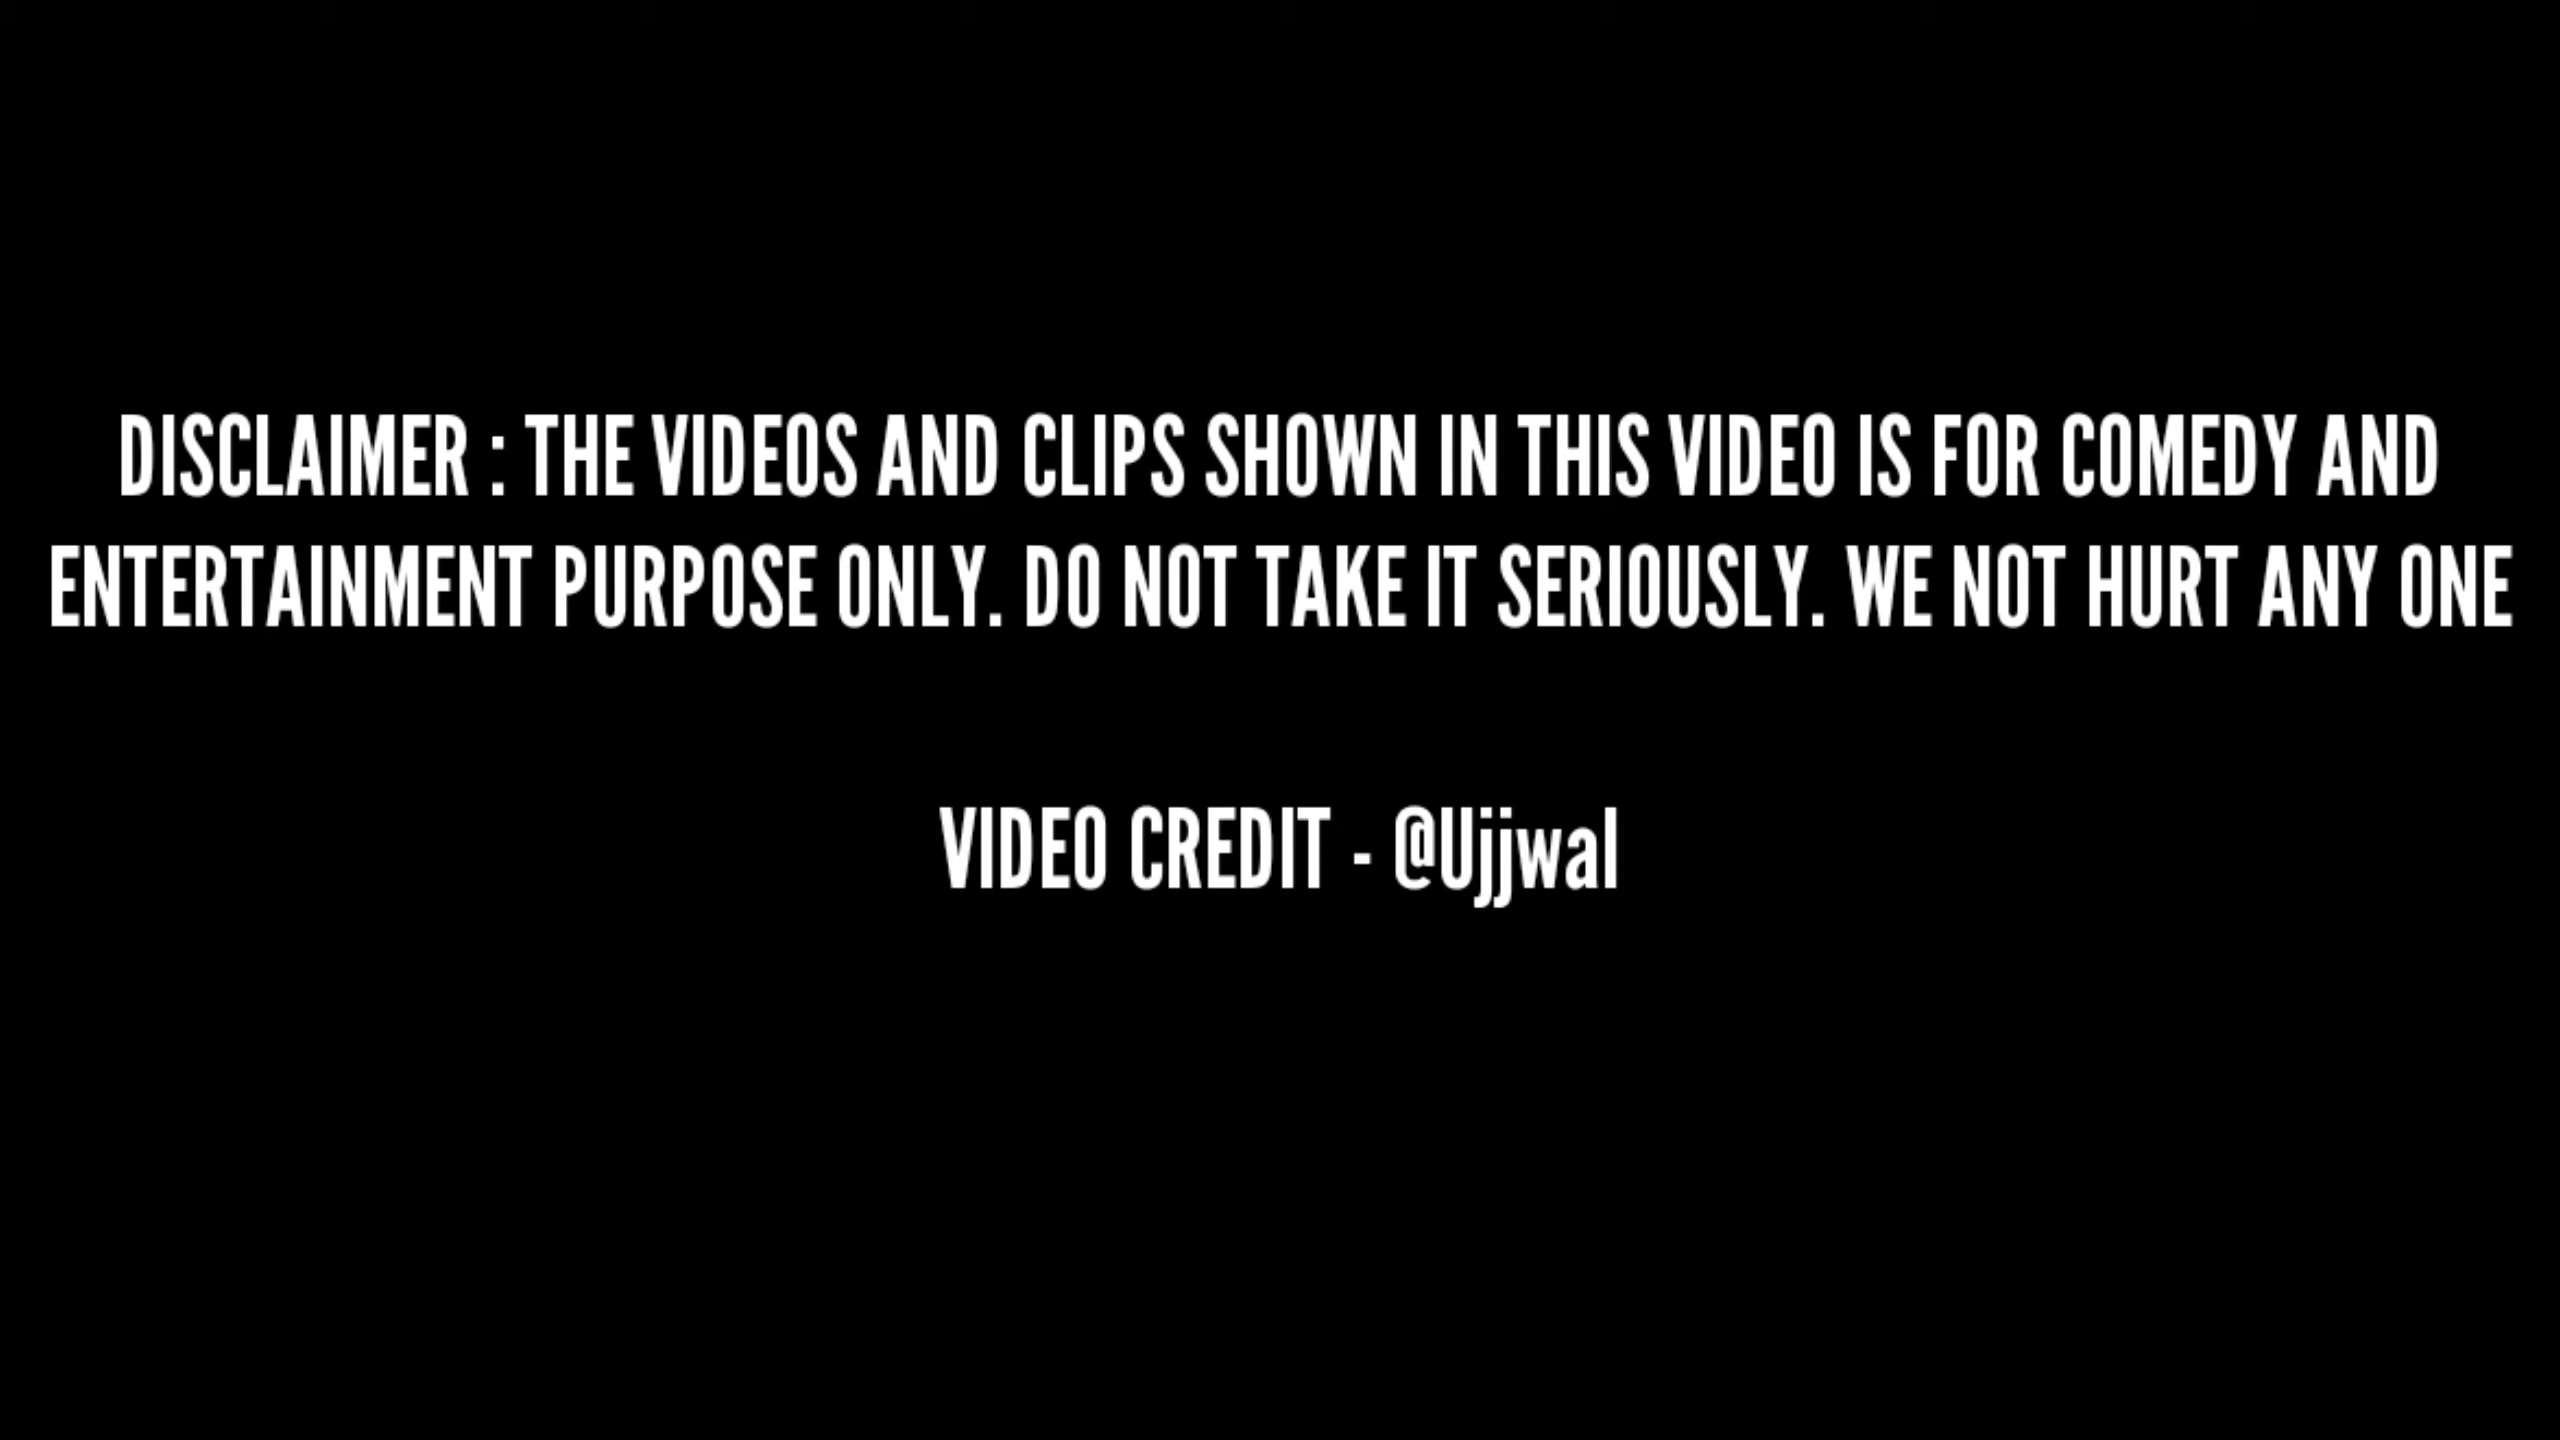 DISCLAIMER : THE VIDEOS AND CLIPS SHOWN IN THIS VIDEO IS FOR COMEDY AND
ENTERTAINMENT PURPOSE ONLY. DO NOT TAKE IT SERIOUSLY. WE NOT HURT ANY ONE
VIDEO CREDIT - @Ujjwal